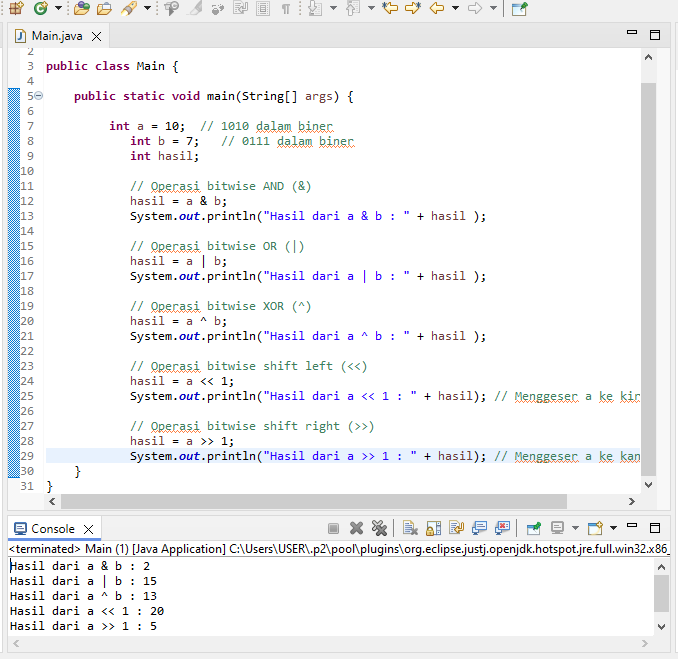 Main.java
2
3 public class Main {
4
5 public static void main(String[] args) {
6
7 int a = 10; // 1010 dalam biner
8 int b = 7; // 0111 dalam biner
9 int hasil;
10
11 // Operasi bitwise AND (&)
12 hasil = a & b;
13 System.out.println("Hasil dari a & b : " + hasil );
14
15 // Operasi bitwise OR (|)
16 hasil = a | b;
17 System.out.println("Hasil dari a | b : " + hasil );
18
19 // Operasi bitwise XOR (^)
20 hasil = a ^ b;
21 System.out.println("Hasil dari a ^ b : " + hasil );
22
23 // Operasi bitwise shift left (<<)
24 hasil = a << 1;
25 System.out.println("Hasil dari a << 1 : " + hasil); // Menggeser a ke kir
26
27 // Operasi bitwise shift right (>>)
28 hasil = a >> 1;
29 System.out.println("Hasil dari a >> 1 : " + hasil); // Menggeser a ke kan
30 }
31 }
Console
<terminated> Main (1) [Java Application] C:\Users\USER\.p2\pool\plugins\org.eclipse.justj.openjdk.hotspot.jre.full.win32.x86_
Hasil dari a & b : 2
Hasil dari a | b : 15
Hasil dari a ^ b : 13
Hasil dari a << 1 : 20
Hasil dari a >> 1 : 5